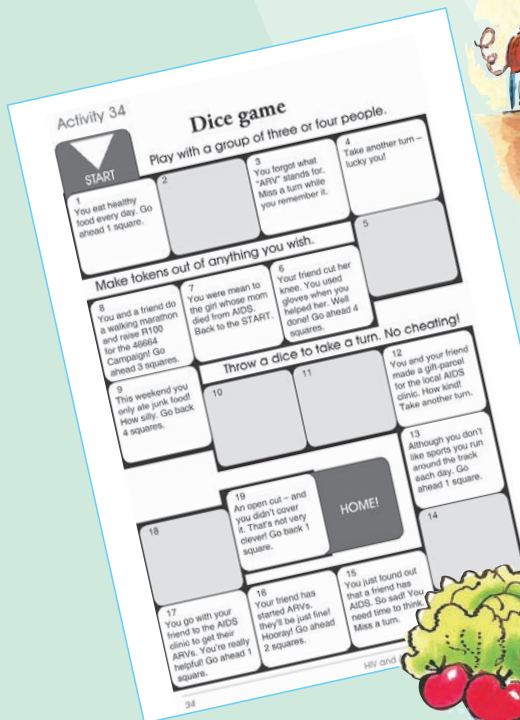 Activity 34
Dice game
Play with a group of three or four people.
START
1
You eat healthy
food every day. Go
ahead 1 square.
2
3
You forgot what
"ARV" stands for.
Miss a turn while
you remember it.
4
Take another turn –
lucky you!
5
Make tokens out of anything you wish.
6
Your friend cut her
knee. You used
gloves when you
helped her. Well
done! Go ahead 4
squares.
7
You were mean to
the girl whose mom
died from AIDS.
Back to the START.
8
You and a friend do
a walking marathon
and raise R100
for the 46664
Campaign! Go
ahead 3 squares.
Throw a dice to take a turn. No cheating!
9
This weekend you
only ate junk food!
How silly. Go back
4 squares.
10
11
12
You and your friend
made a gift-parcel
for the local AIDS
clinic. How kind!
Take another turn.
13
Although you don't
like sports you run
around the track
each day. Go
ahead 1 square.
14
15
You just found out
that a friend has
AIDS. So sad! You
need time to think.
Miss a turn.
16
Your friend has
started ARVs,
they'll be just fine!
Hooray! Go ahead
2 squares.
17
You go with your
friend to the AIDS
clinic to get their
ARVs. You're really
helpful! Go ahead 1
square.
18
19
An open cut – and
you didn't cover
it. That's not very
clever! Go back 1
square.
HOME!
34
HIV and